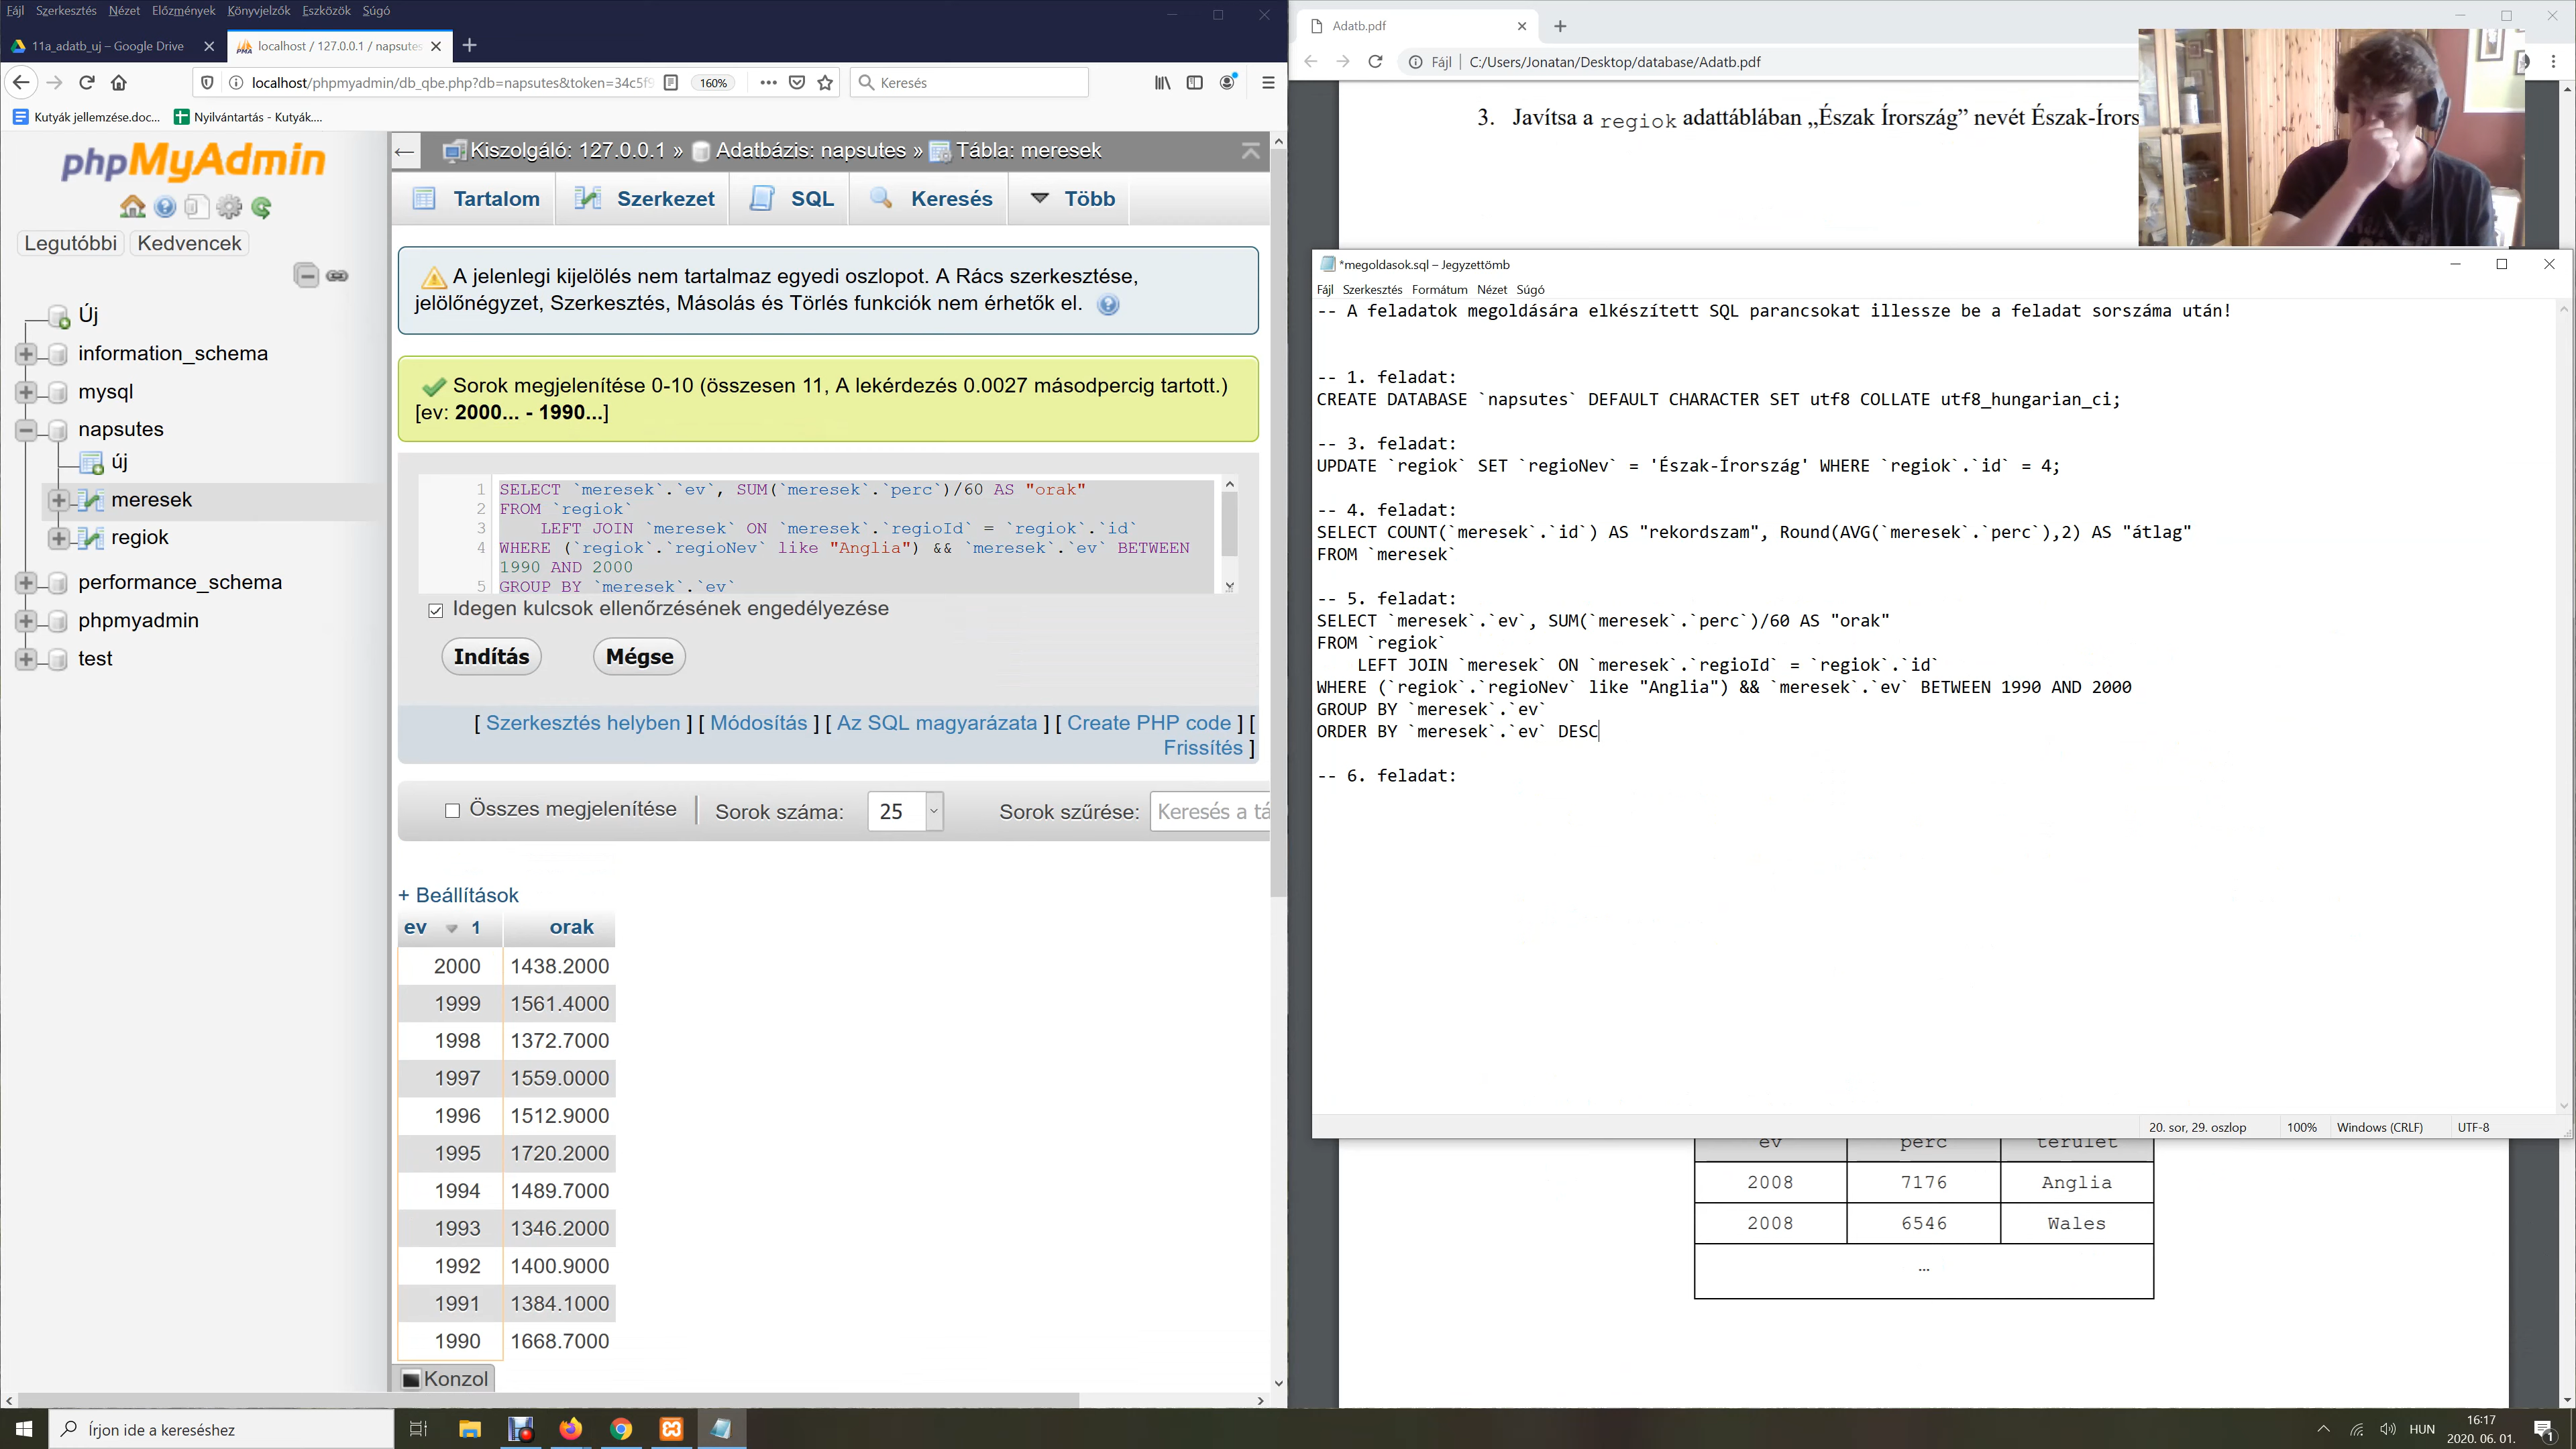 Fájl Szerkesztés Nézet Előzmények Könyvjelzők Eszközök Súgó
11a_adatb_uj – Google Drive
localhost / 127.0.0.1 / napsutes
localhost/phpmyadmin/db_qbe.php?db=napsutes&token=34c5f9
160%
Keresés
Kutyák jellemzése.doc...
Nyilvántartás - Kutyák....
phpMyAdmin
Legutóbbi
Kedvencek
Új
information_schema
mysql
napsutes
új
meresek
regiok
performance_schema
phpmyadmin
test
Kiszolgáló: 127.0.0.1 » Adatbázis: napsutes » Tábla: meresek
Tartalom
Szerkezet
SQL
Keresés
Több
A jelenlegi kijelölés nem tartalmaz egyedi oszlopot. A Rács szerkesztése,
jelölőnégyzet, Szerkesztés, Másolás és Törlés funkciók nem érhetők el.
Sorok megjelenítése 0-10 (összesen 11, A lekérdezés 0.0027 másodpercig tartott.)
[ev: 2000... - 1990...]
1 SELECT `meresek`.`ev`, SUM(`meresek`.`perc`)/60 AS "orak"
2 FROM `regiok`
3 LEFT JOIN `meresek` ON `meresek`.`regioId` = `regiok`.`id`
4 WHERE (`regiok`.`regioNev` like "Anglia") && `meresek`.`ev` BETWEEN
1990 AND 2000
5 GROUP BY `meresek`.`ev`
Idegen kulcsok ellenőrzésének engedélyezése
Indítás
Mégse
[ Szerkesztés helyben ] [ Módosítás ] [ Az SQL magyarázata ] [ Create PHP code ] [
Frissítés ]
Összes megjelenítése
Sorok száma: 25
Sorok szűrése: Keresés a tá
+ Beállítások
ev 1 orak
2000 1438.2000
1999 1561.4000
1998 1372.7000
1997 1559.0000
1996 1512.9000
1995 1720.2000
1994 1489.7000
1993 1346.2000
1992 1400.9000
1991 1384.1000
1990 1668.7000
Konzol
Adatb.pdf
Fájl C:/Users/Jonatan/Desktop/database/Adatb.pdf
3. Javítsa a regiok adattáblában „Észak Írország” nevét Észak-Írors
*megoldasok.sql – Jegyzettömb
Fájl Szerkesztés Formátum Nézet Súgó
-- A feladatok megoldására elkészített SQL parancsokat illessze be a feladat sorszáma után!
-- 1. feladat:
CREATE DATABASE `napsutes` DEFAULT CHARACTER SET utf8 COLLATE utf8_hungarian_ci;
-- 3. feladat:
UPDATE `regiok` SET `regioNev` = 'Észak-Írország' WHERE `regiok`.`id` = 4;
-- 4. feladat:
SELECT COUNT(`meresek`.`id`) AS "rekordszam", Round(AVG(`meresek`.`perc`),2) AS "átlag"
FROM `meresek`
-- 5. feladat:
SELECT `meresek`.`ev`, SUM(`meresek`.`perc`)/60 AS "orak"
FROM `regiok`
LEFT JOIN `meresek` ON `meresek`.`regioId` = `regiok`.`id`
WHERE (`regiok`.`regioNev` like "Anglia") && `meresek`.`ev` BETWEEN 1990 AND 2000
GROUP BY `meresek`.`ev`
ORDER BY `meresek`.`ev` DESC
-- 6. feladat:
20. sor, 29. oszlop 100% Windows (CRLF) UTF-8
ev perc terulet
2008 7176 Anglia
2008 6546 Wales
...
Írjon ide a kereséshez
HUN
16:17
2020. 06. 01.
1